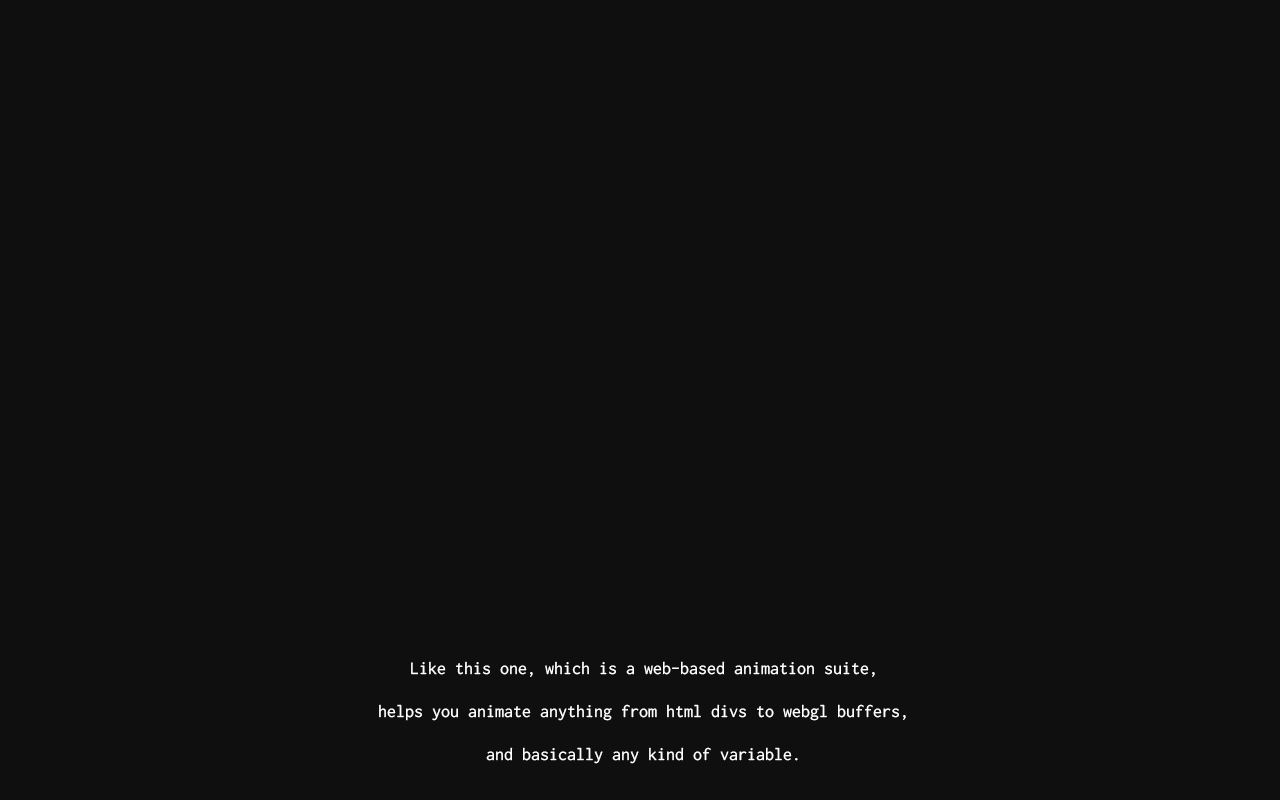 Like this one, which is a web-based animation suite,
helps you animate anything from html divs to webgl buffers,
and basically any kind of variable.